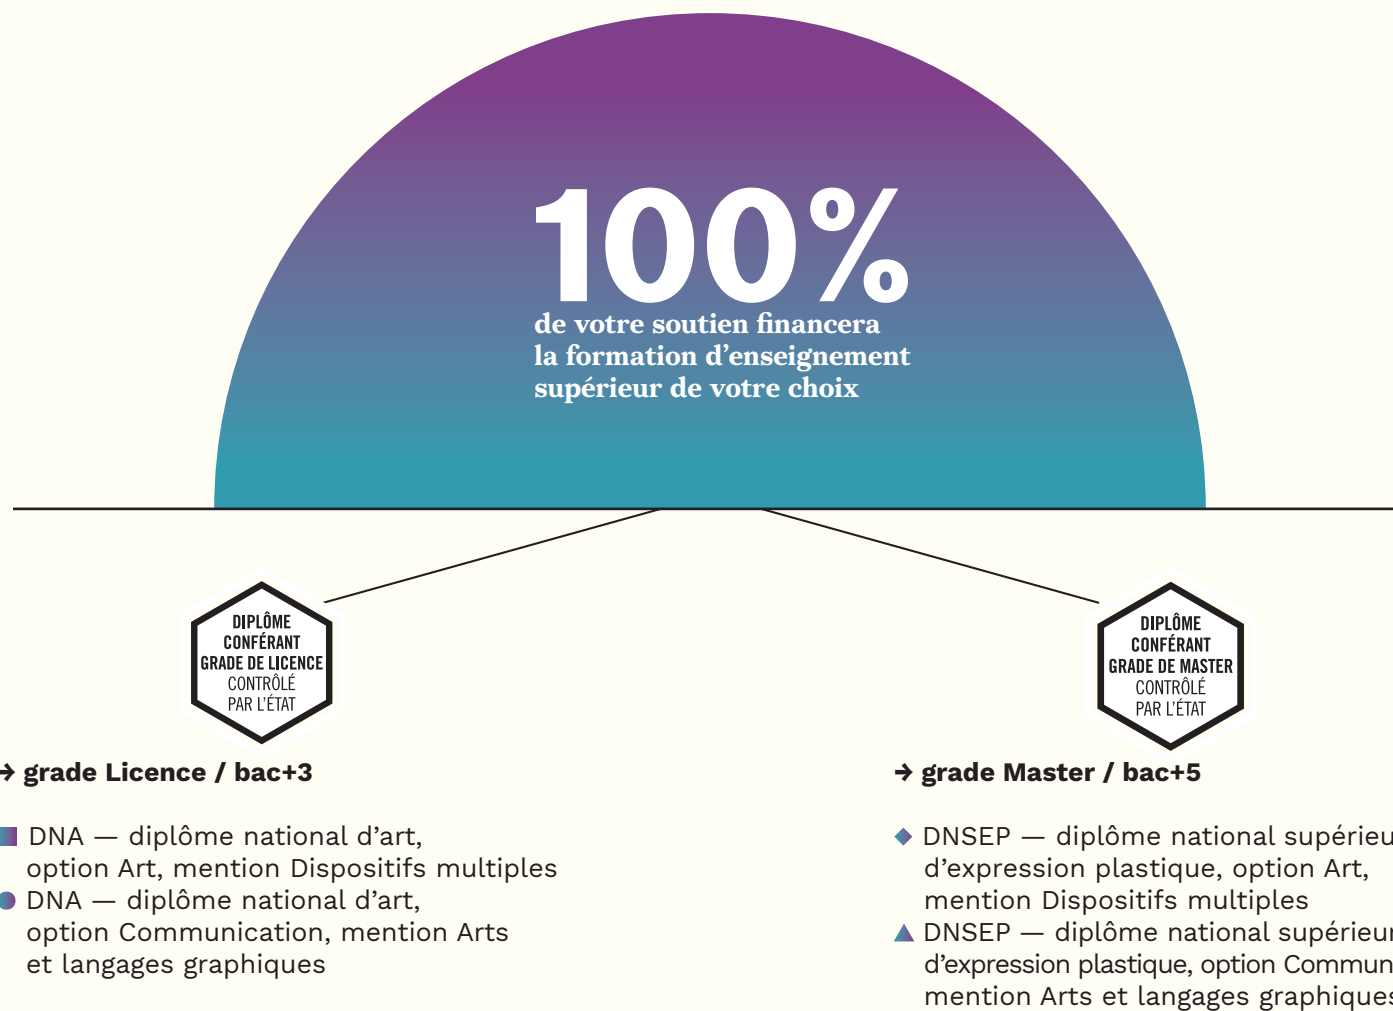 100%
de votre soutien financera
la formation d’enseignement
supérieur de votre choix
DIPLÔME
CONFÉRANT
GRADE DE LICENCE
CONTRÔLÉ
PAR L’ÉTAT
→ grade Licence / bac+3
DNA — diplôme national d’art,
option Art, mention Dispositifs multiples
DNA — diplôme national d’art,
option Communication, mention Arts
et langages graphiques
DIPLÔME
CONFÉRANT
GRADE DE MASTER
CONTRÔLÉ
PAR L’ÉTAT
→ grade Master / bac+5
DNSEP — diplôme national supérieu
d’expression plastique, option Art,
mention Dispositifs multiples
DNSEP — diplôme national supérieur
d’expression plastique, option Commun
mention Arts et langages graphiques